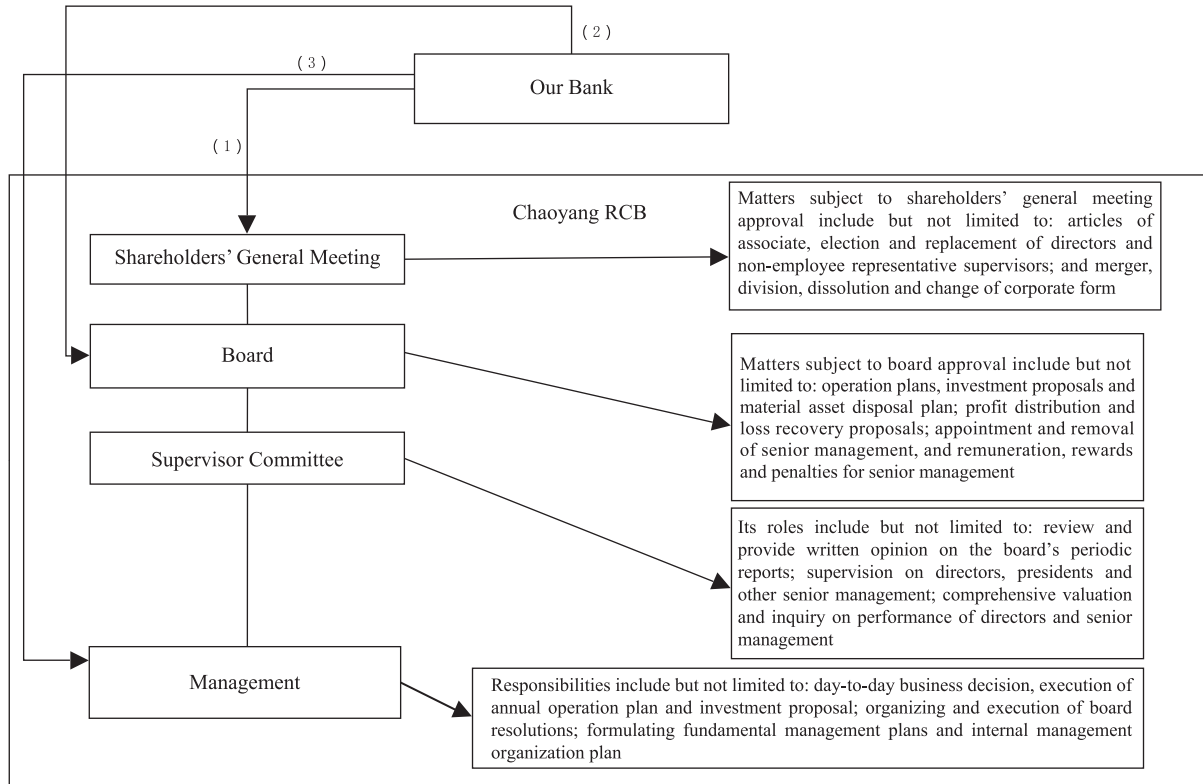 ( 2 )
( 3 )
Our Bank
( 1 )
Chaoyang RCB
Shareholders’ General Meeting
Matters subject to shareholders’ general meeting
approval include but not limited to: articles of
associate, election and replacement of directors and
non-employee representative supervisors; and merger,
division, dissolution and change of corporate form
Board
Matters subject to board approval include but not
limited to: operation plans, investment proposals and
material asset disposal plan; profit distribution and
loss recovery proposals; appointment and removal
of senior management, and remuneration, rewards
and penalties for senior management
Supervisor Committee
Its roles include but not limited to: review and
provide written opinion on the board’s periodic
reports; supervision on directors, presidents and
other senior management; comprehensive valuation
and inquiry on performance of directors and senior
management
Management
Responsibilities include but not limited to: day-to-day business decision, execution of
annual operation plan and investment proposal; organizing and execution of board
resolutions; formulating fundamental management plans and internal management
organization plan